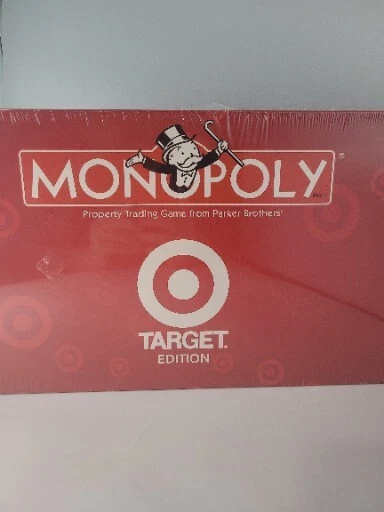 MONOPOLY®
Property Trading Game from Parker Brothers®
TARGET.
EDITION